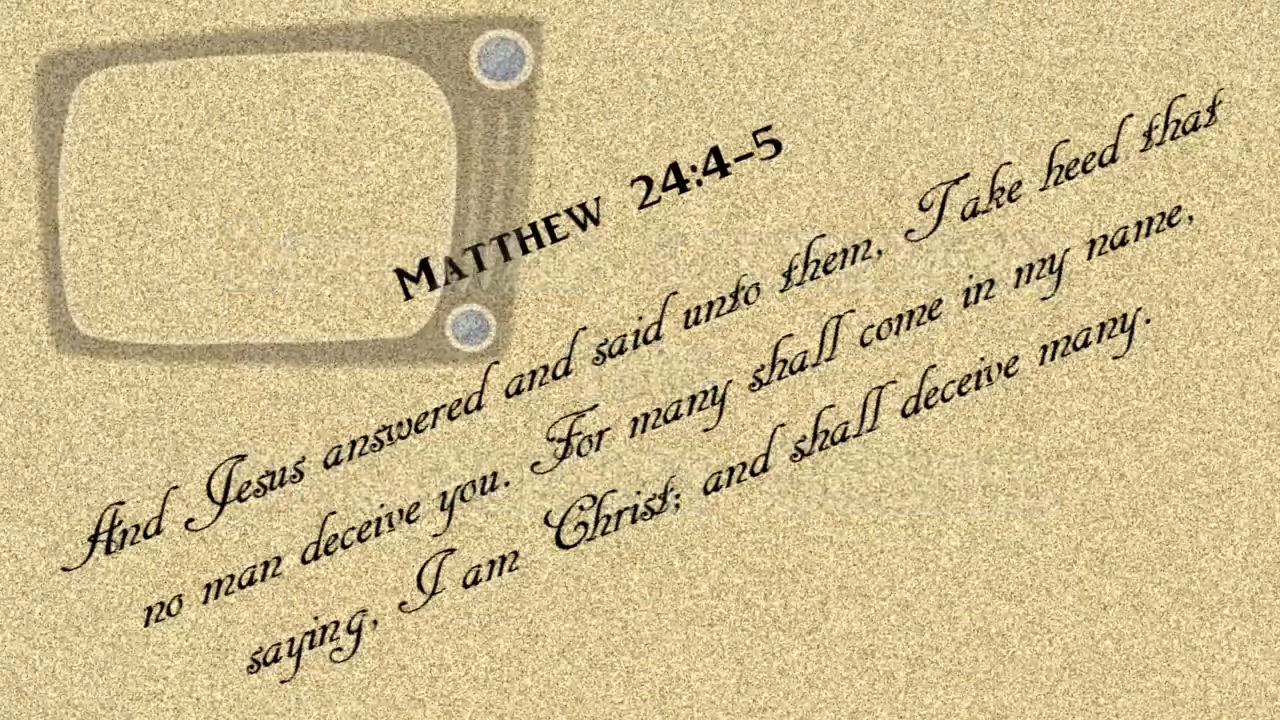 MATTHEW 24:4-5
And Jesus answered and said unto them, Take heed that
no man deceive you. For many shall come in my name,
saying, I am Christ; and shall deceive many.